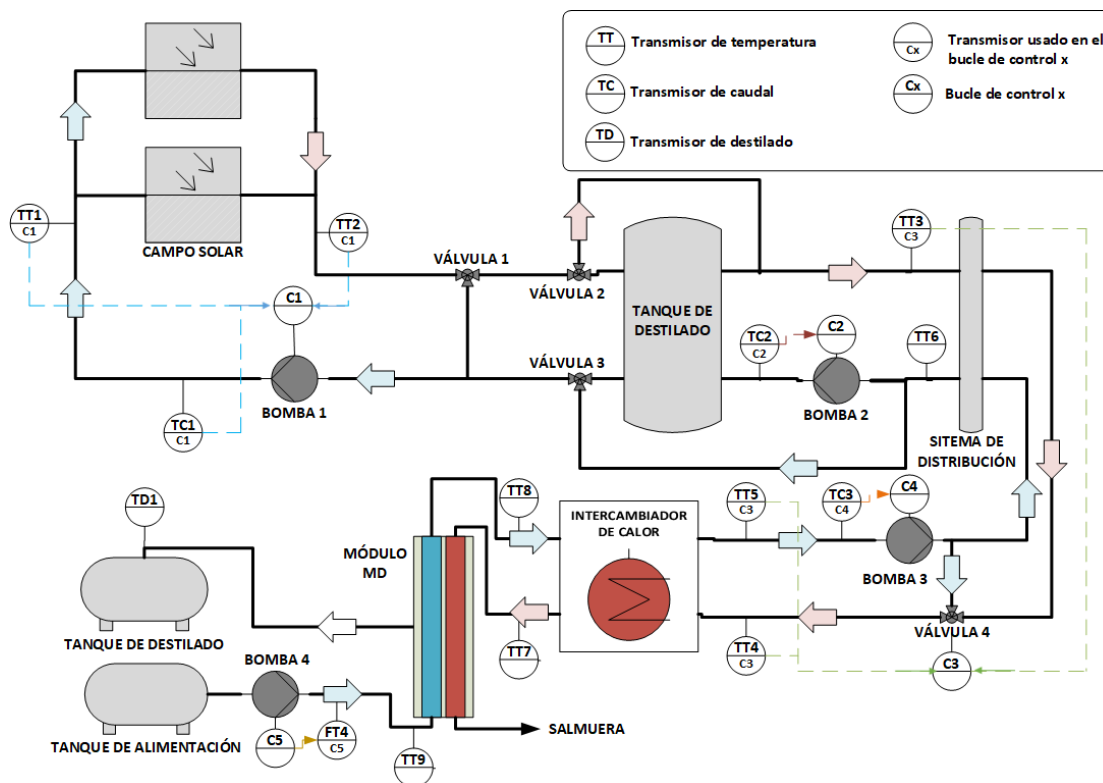 TT
Transmisor de temperatura
TC
Transmisor de caudal
TD
Transmisor de destilado
Cx
Transmisor usado en el
bucle de control x
Cx
Bucle de control x
CAMPO SOLAR
TT1
C1
TT2
C1
C1
BOMBA 1
TC1
C1
VÁLVULA 1
VÁLVULA 2
VÁLVULA 3
TANQUE DE
DESTILADO
TC2
C2
C2
BOMBA 2
TT3
C3
TT6
SITEMA DE
DISTRIBUCIÓN
TD1
TANQUE DE DESTILADO
MÓDULO
MD
TT8
TT7
INTERCAMBIADOR
DE CALOR
TT5
C3
TC3
C4
C4
BOMBA 3
TT4
C3
VÁLVULA 4
C3
BOMBA 4
TANQUE DE ALIMENTACIÓN
C5
FT4
C5
TT9
SALMUERA